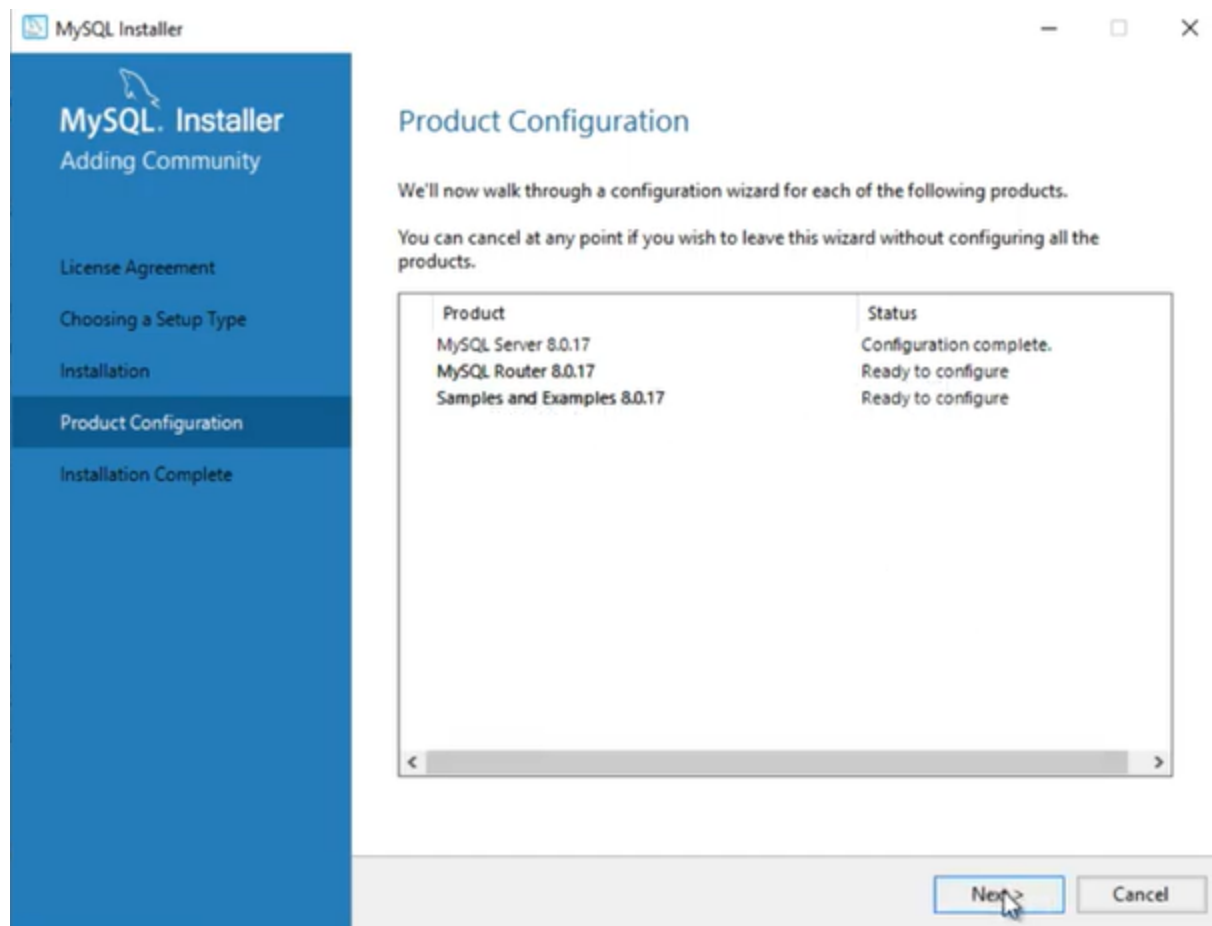 MySQL Installer
MySQL. Installer
Adding Community
License Agreement
Choosing a Setup Type
Installation
Product Configuration
Installation Complete
Product Configuration
We'll now walk through a configuration wizard for each of the following products.
You can cancel at any point if you wish to leave this wizard without configuring all the
products.
Product Status
MySQL Server 8.0.17 Configuration complete.
MySQL Router 8.0.17 Ready to configure
Samples and Examples 8.0.17 Ready to configure
Next > Cancel